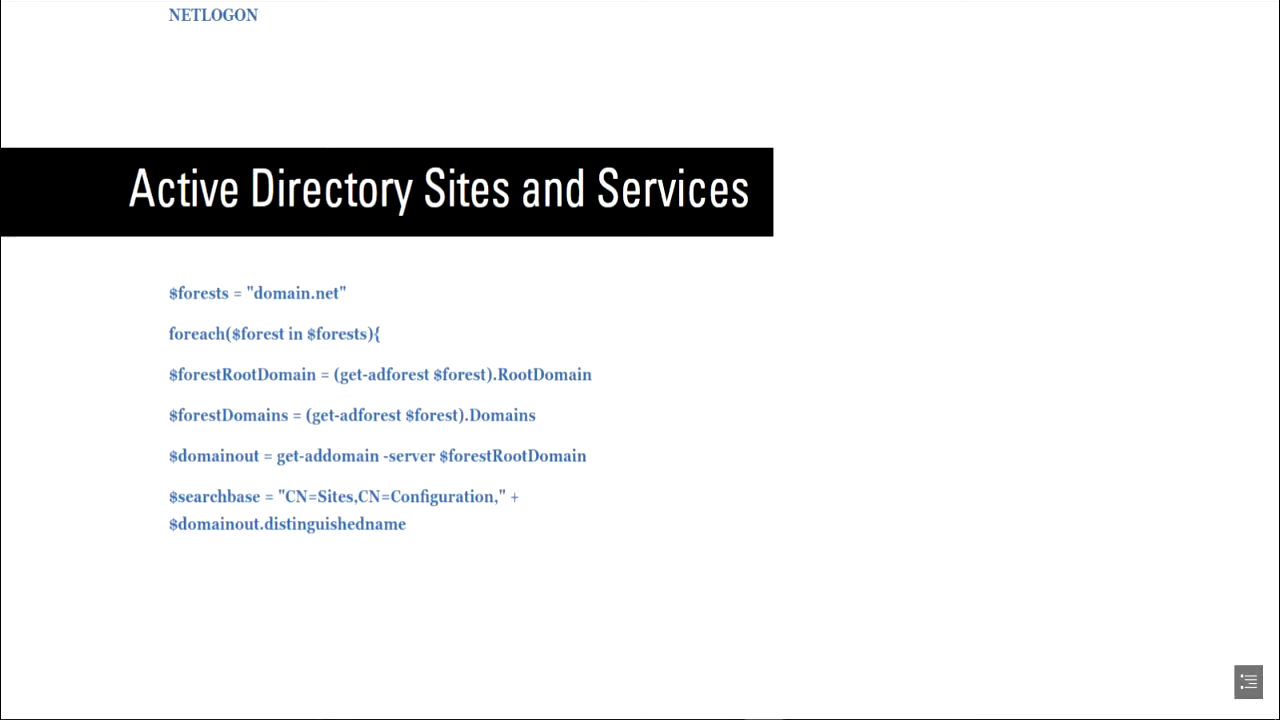 NETLOGON
Active Directory Sites and Services
$forests = "domain.net"
foreach($forest in $forests){
$forestRootDomain = (get-adforest $forest).RootDomain
$forestDomains = (get-adforest $forest).Domains
$domainout = get-addomain -server $forestRootDomain
$searchbase = "CN=Sites,CN=Configuration," +
$domainout.distinguishedname